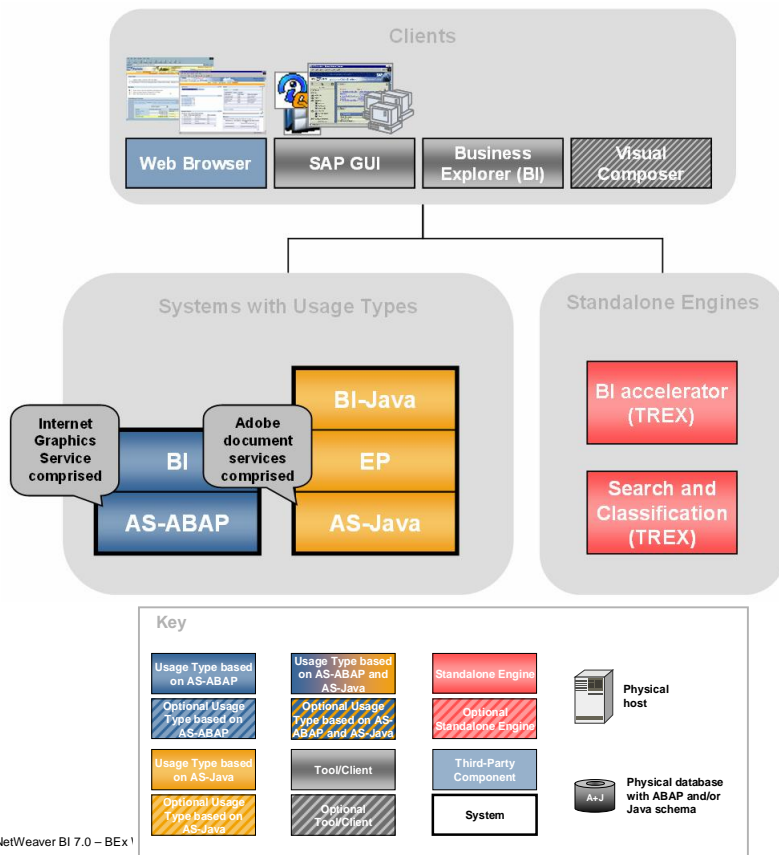 Clients
Web Browser
SAP GUI
Business
Explorer (BI)
Visual
Composer
Systems with Usage Types
Standalone Engines
Internet
Graphics
Service
comprised
BI
AS-ABAP
Adobe
document
services
comprised
BI-Java
EP
AS-Java
BI accelerator
(TREX)
Search and
Classification
(TREX)
Key
Usage Type based
on AS-ABAP
Usage Type based
on AS-ABAP and
AS-Java
Standalone Engine
Physical
host
Optional Usage
Type based on
AS-ABAP
Optional Usage
Type based on AS-
ABAP and AS-Java
Optional
Standalone Engine
Usage Type based
on AS-Java
Tool/Client
Third-Party
Component
Optional Usage
Type based on
AS-Java
Optional
Tool/Client
System
A+J
Physical database
with ABAP and/or
Java schema
NetWeaver BI 7.0 – BEx